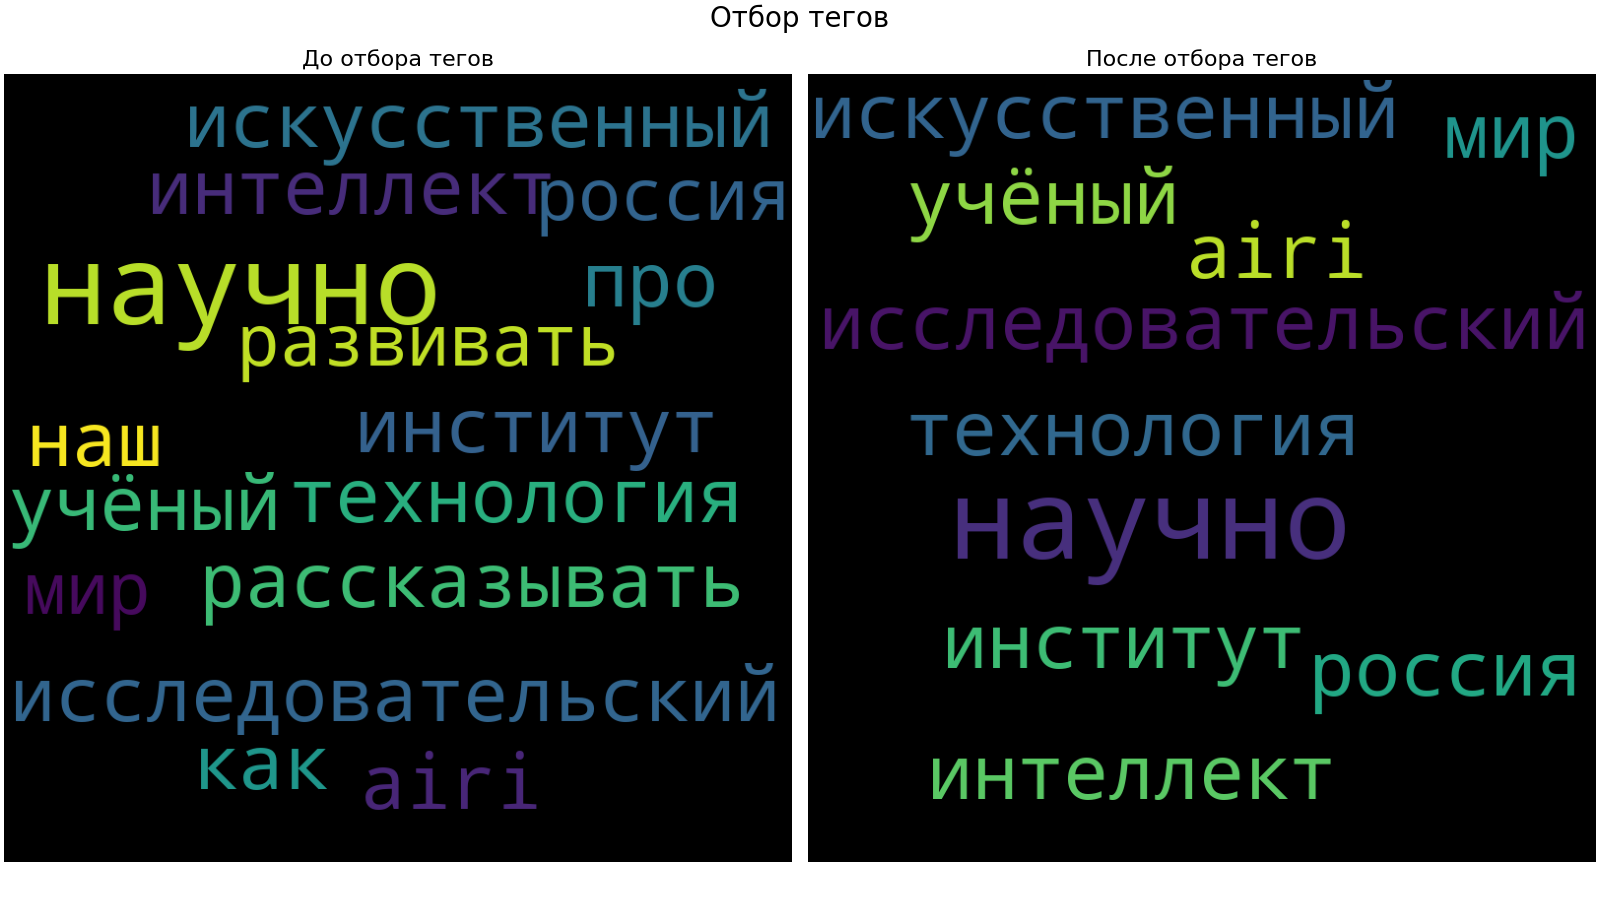 Отбор тегов
До отбора тегов
искусственный
интеллект россия
научно про
развивать
наш институт
учёный технология
мир рассказывать
исследовательский
как airi
После отбора тегов
искусственный мир
учёный
airi
исследовательский
технология
научно
институт россия
интеллект